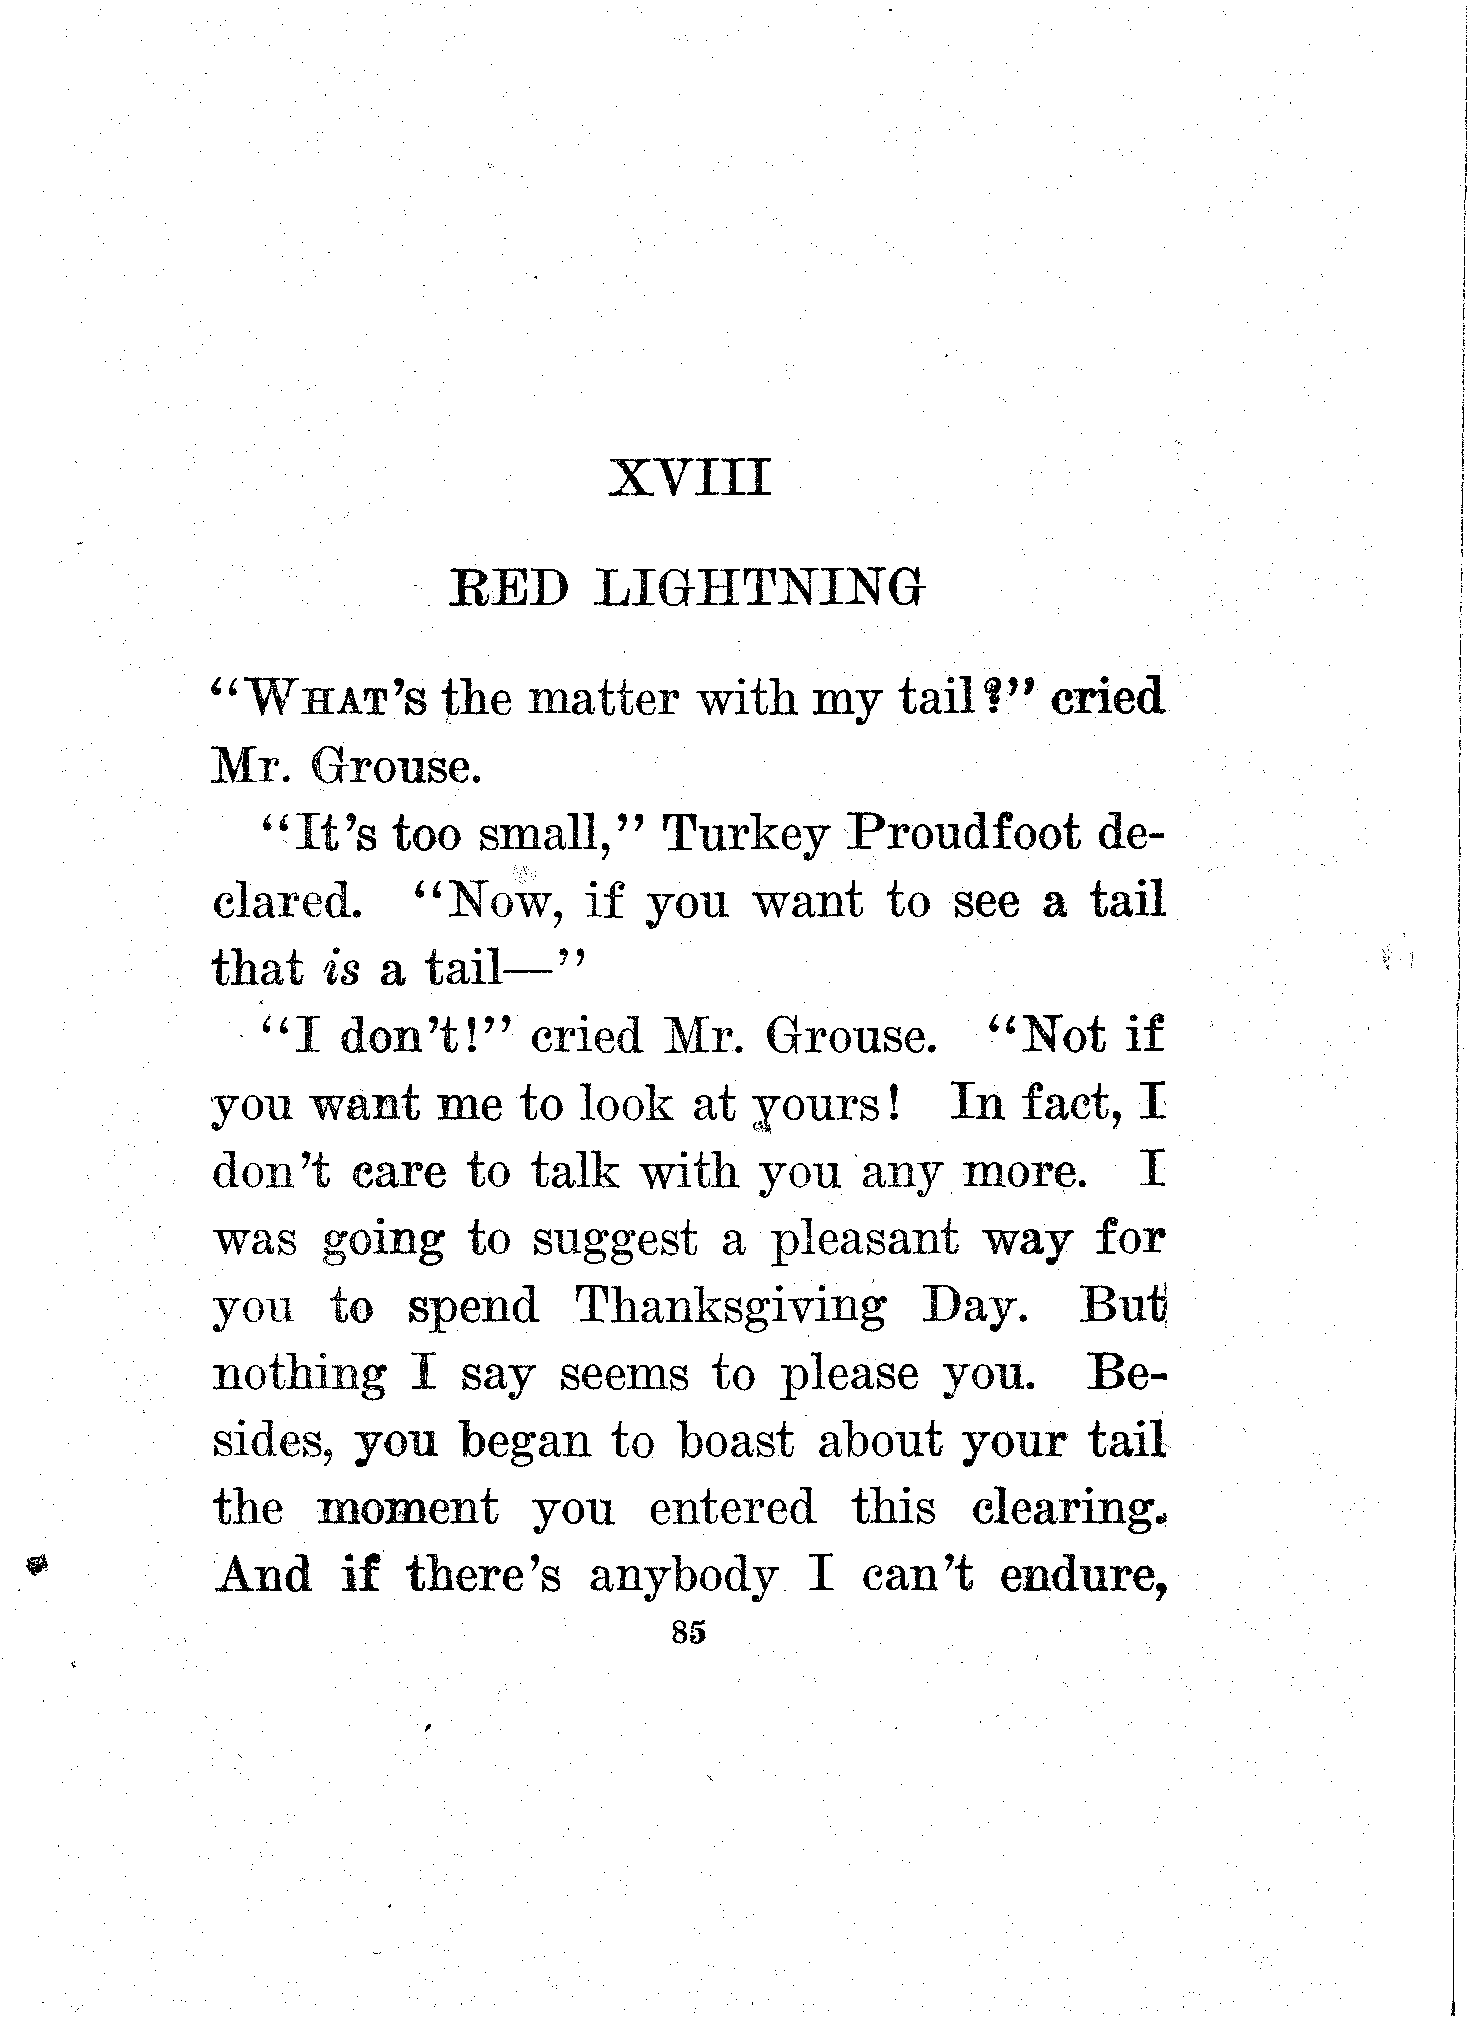 XVIII
RED LIGHTNING
“WHAT’S the matter with my tail?” cried
Mr. Grouse.
“It’s too small,” Turkey Proudfoot de-
clared. “Now, if you want to see a tail
that is a tail—”
“I don’t!” cried Mr. Grouse. “Not if
you want me to look at yours! In fact, I
don’t care to talk with you any more. I
was going to suggest a pleasant way for
you to spend Thanksgiving Day. But
nothing I say seems to please you. Be-
sides, you began to boast about your tail
the moment you entered this clearing.
And if there’s anybody I can’t endure,
85